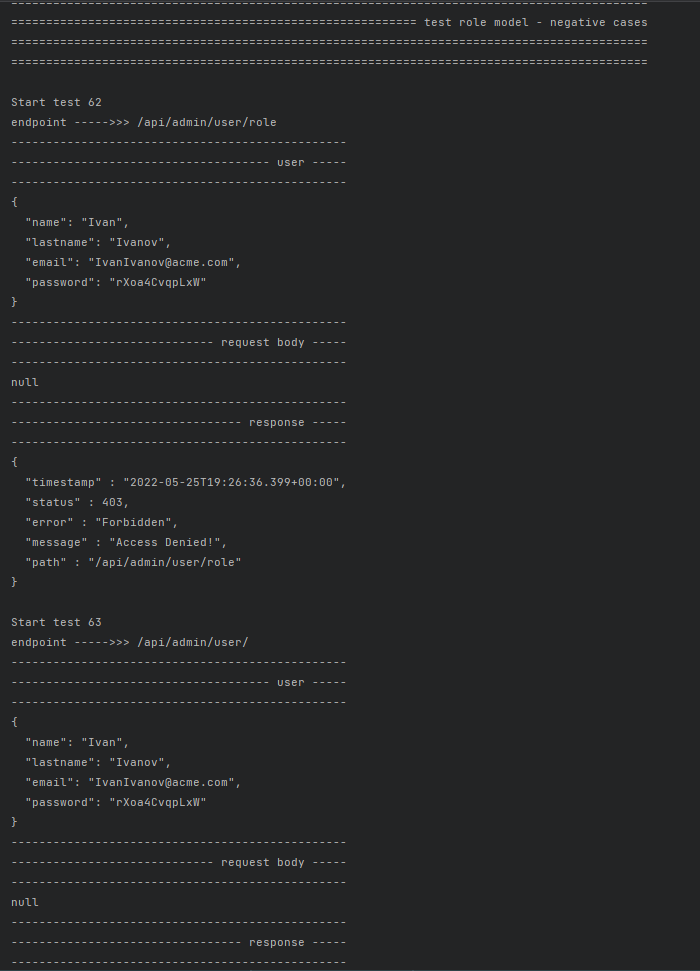 ===========================================================================================
========================================================== test role model - negative cases
===========================================================================================
===========================================================================================
Start test 62
endpoint ----->>> /api/admin/user/role
------------------------------------------------
------------------------------------- user -----
------------------------------------------------
{
"name": "Ivan",
"lastname": "Ivanov",
"email": "IvanIvanov@acme.com",
"password": "rXoa4CvqpLxW"
}
------------------------------------------------
----------------------------- request body -----
------------------------------------------------
null
------------------------------------------------
--------------------------------- response -----
------------------------------------------------
{
"timestamp" : "2022-05-25T19:26:36.399+00:00",
"status" : 403,
"error" : "Forbidden",
"message" : "Access Denied!",
"path" : "/api/admin/user/role"
}
Start test 63
endpoint ----->>> /api/admin/user/
------------------------------------------------
------------------------------------- user -----
------------------------------------------------
{
"name": "Ivan",
"lastname": "Ivanov",
"email": "IvanIvanov@acme.com",
"password": "rXoa4CvqpLxW"
}
------------------------------------------------
----------------------------- request body -----
------------------------------------------------
null
------------------------------------------------
--------------------------------- response -----
------------------------------------------------